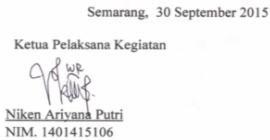 Semarang, 30 September 2015
Ketua Pelaksana Kegiatan
Niken Ariyana Putri
NIM. 1401415106